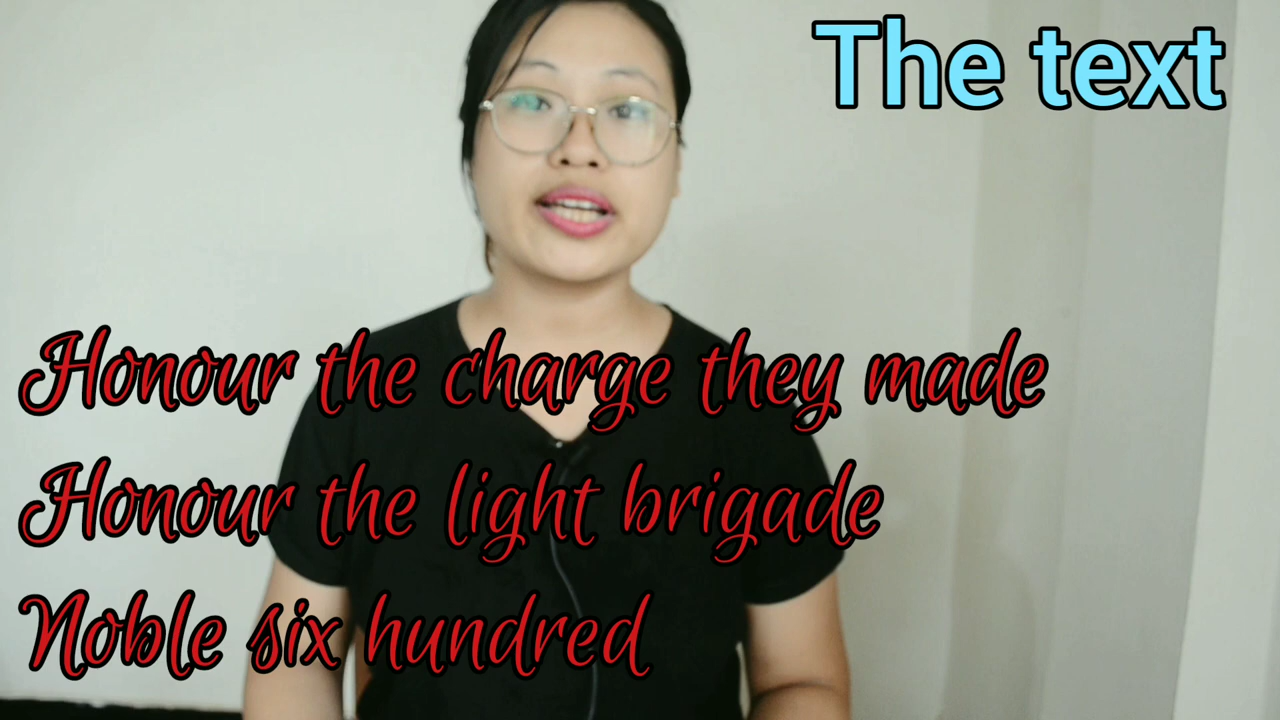 The text
Honour the charge they made
Honour the light brigade
Noble six hundred